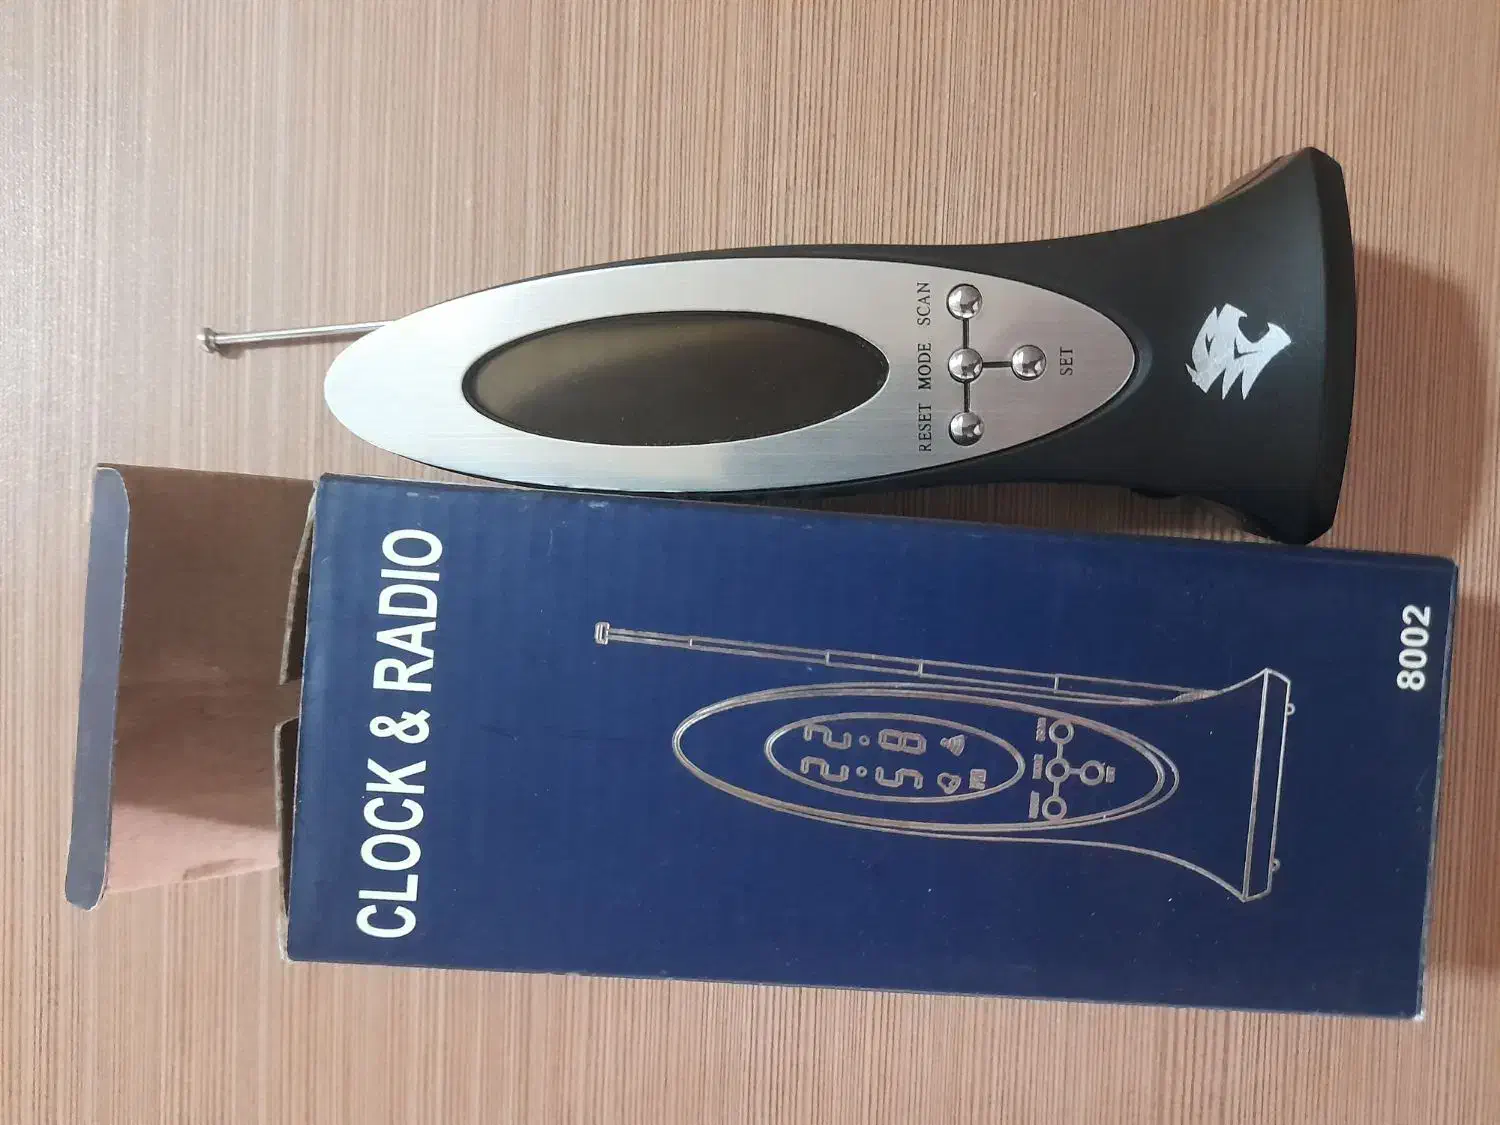 SCAN
MODE
RESET
SET
CLOCK & RADIO
8002